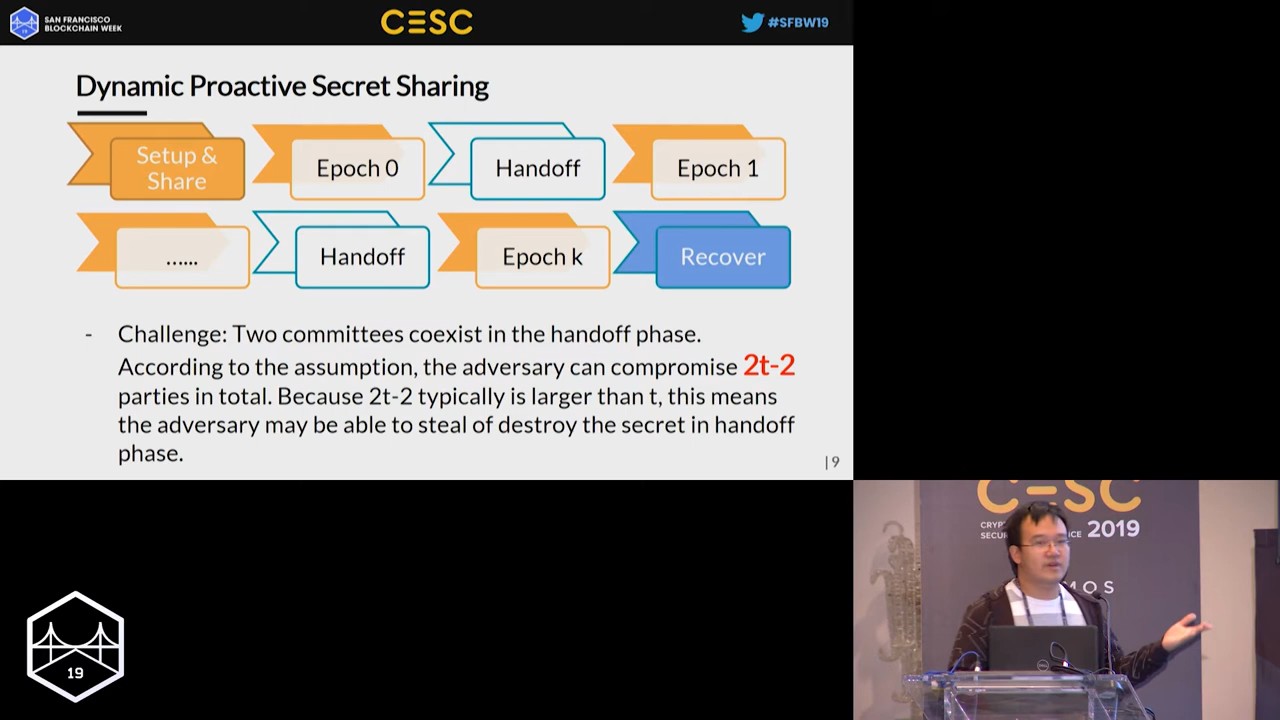 SAN FRANCISCO
BLOCKCHAIN WEEK
19
CESC
#SFBW19
Dynamic Proactive Secret Sharing
Setup &
Share
Epoch 0
Handoff
Epoch 1
......
Handoff
Epoch k
Recover
- Challenge: Two committees coexist in the handoff phase.
According to the assumption, the adversary can compromise 2t-2
parties in total. Because 2t-2 typically is larger than t, this means
the adversary may be able to steal of destroy the secret in handoff
phase.
| 9
19
CESC
2019
MOS
DELL